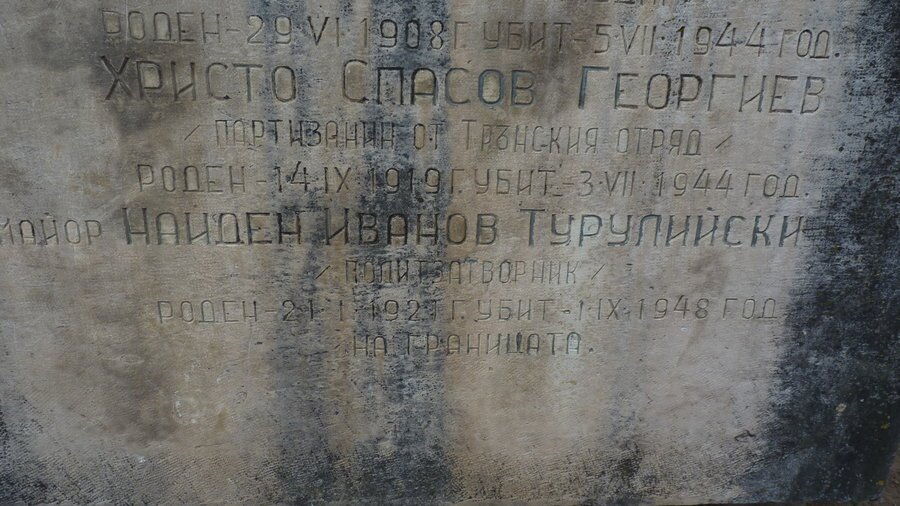 РОДЕН-29 VI 1908 Г. УБИТ-5 VII·1944 ГОД.
ХРИСТО СПАСОВ ГЕОРГИЕВ
/ПАРТИЗАНИН ОТ ТРЪНСКИЯ ОТРЯД/
РОДЕН-14·IX 1919 Г. УБИТ-3·VII·1944 ГОД.
МАЙОР НАЙДЕН ИВАНОВ ТУРУЛИЙСКИ-
/ПОЛИТЗАТВОРНИК/
РОДЕН-21·I·1921 Г. УБИТ-1·IX·1948 ГОД
НА ГРАНИЦАТА.